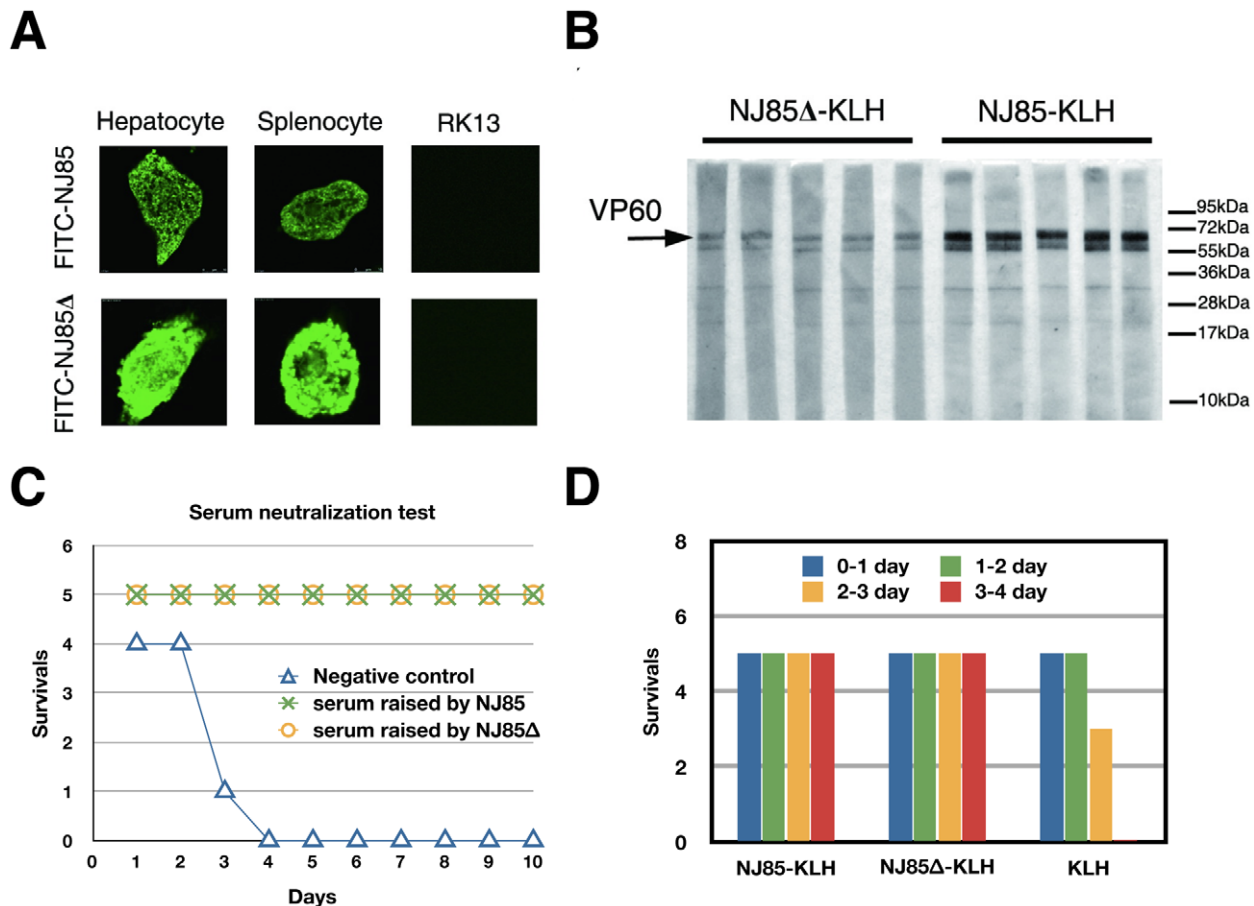 A
Hepatocyte Splenocyte RK13
FITC-NJ85
FITC-NJ85Δ
B
NJ85Δ-KLH NJ85-KLH
VP60
95kDa
72kDa
55kDa
36kDa
28kDa
17kDa
10kDa
C
Serum neutralization test
Survivals
6
5
4
3
2
1
0
Negative control
serum raised by NJ85
serum raised by NJ85Δ
0 1 2 3 4 5 6 7 8 9 10
Days
D
Survivals
8
6
4
2
0
0-1 day 1-2 day
2-3 day 3-4 day
NJ85-KLH NJ85Δ-KLH KLH